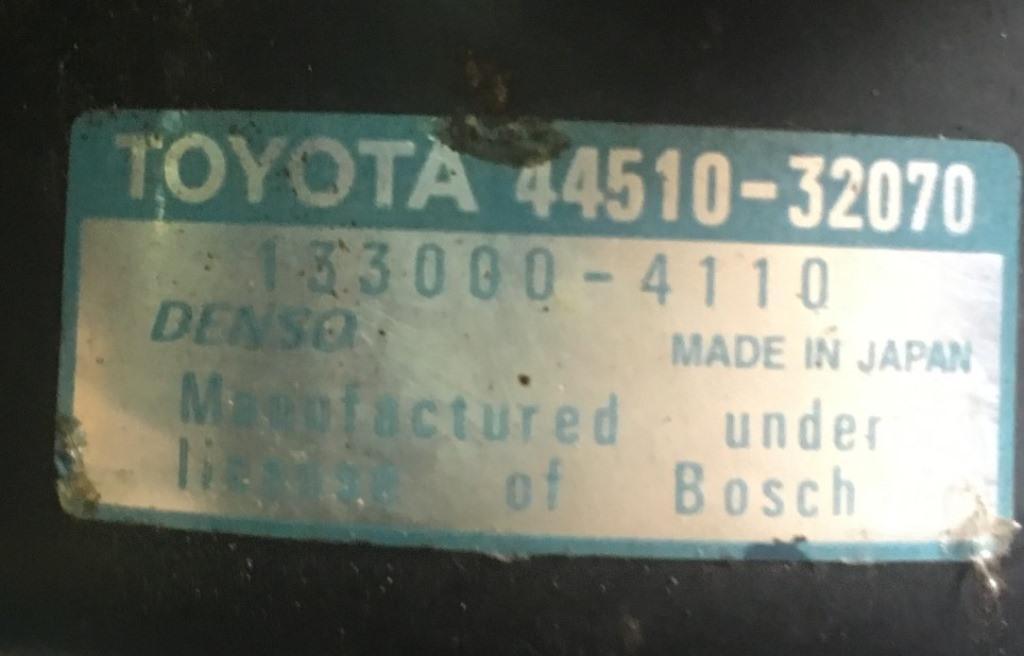 TOYOTA 44510-32070
133000-4110
DENSO MADE IN JAPAN
Manufactured under
license of Bosch